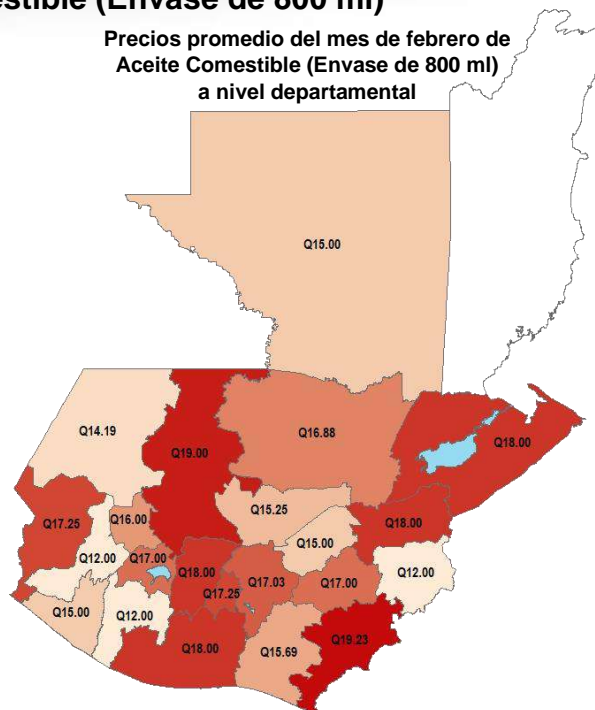 estible (Envase de 800 ml)
Precios promedio del mes de febrero de
Aceite Comestible (Envase de 800 ml)
a nivel departamental
Q15.00
Q14.19
Q19.00
Q16.88
Q18.00
Q17.25
Q16.00
Q15.25
Q18.00
Q12.00
Q17.00
Q15.00
Q18.00
Q17.25
Q17.03
Q17.00
Q12.00
Q15.00
Q12.00
Q18.00
Q15.69
Q19.23